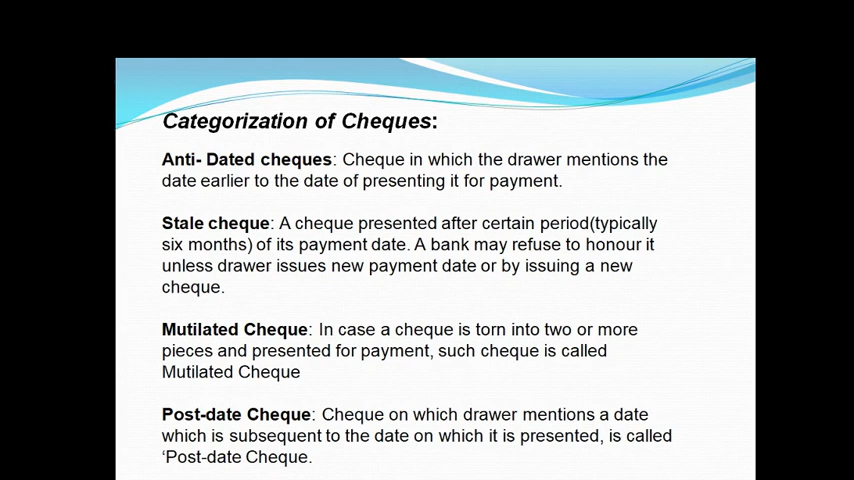 Categorization of Cheques:
Anti- Dated cheques: Cheque in which the drawer mentions the
date earlier to the date of presenting it for payment.
Stale cheque: A cheque presented after certain period(typically
six months) of its payment date. A bank may refuse to honour it
unless drawer issues new payment date or by issuing a new
cheque.
Mutilated Cheque: In case a cheque is torn into two or more
pieces and presented for payment, such cheque is called
Mutilated Cheque
Post-date Cheque: Cheque on which drawer mentions a date
which is subsequent to the date on which it is presented, is called
‘Post-date Cheque.